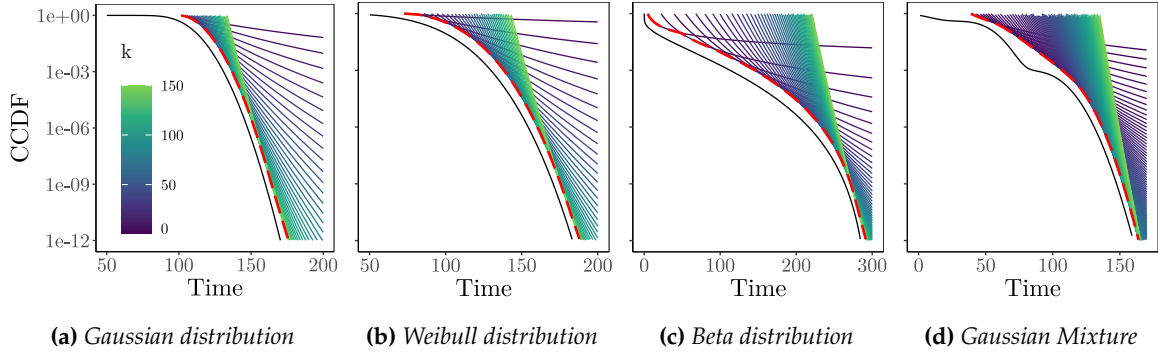 1e+00
1e−03
1e−06
1e−09
1e−12
CCDF
k
150
100
50
0
50 100 150 200
Time
50 100 150 200
Time
0 100 200 300
Time
0 50 100 150
Time
(a) Gaussian distribution
(b) Weibull distribution
(c) Beta distribution
(d) Gaussian Mixture